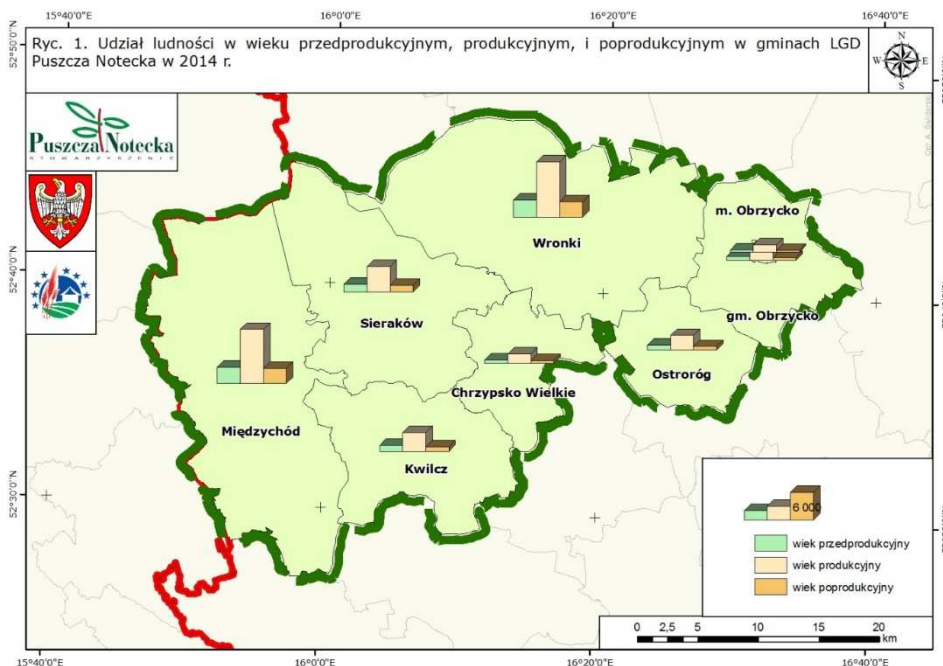 15°40'0"E 16°0'0"E 16°20'0"E 16°40'0"E
52°50'0"N
Ryc. 1. Udział ludności w wieku przedprodukcyjnym, produkcyjnym, i poprodukcyjnym w gminach LGD
Puszcza Notecka w 2014 r.
N
W E
S
Puszcza Notecka
STOWARZYSZENIE
m. Obrzycko
Wronki
52°40'0"N
Sieraków
gm. Obrzycko
Ostroróg
Chrzypsko Wielkie
Międzychód
Kwilcz
52°30'0"N
6 000
wiek przedprodukcyjny
wiek produkcyjny
wiek poprodukcyjny
0 2,5 5 10 15 20
km
15°40'0"E 16°0'0"E 16°20'0"E 16°40'0"E